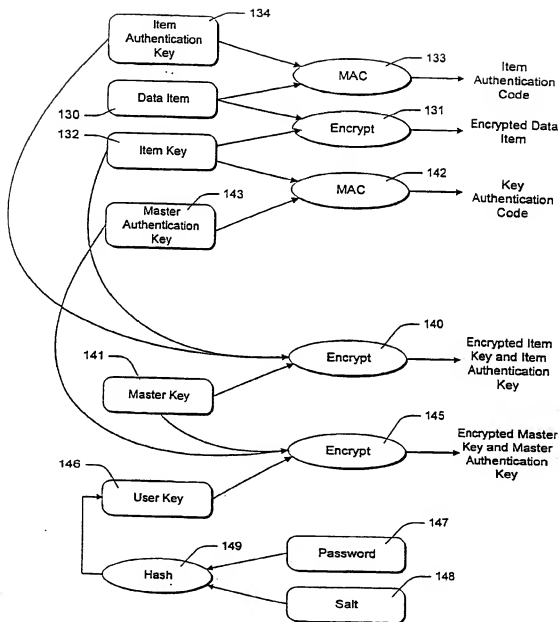 134
Item
Authentication
Key
133
MAC
Item
Authentication
Code
Data Item
130
131
Encrypt
Encrypted Data
Item
132
Item Key
142
MAC
Key
Authentication
Code
143
Master
Authentication
Key
140
Encrypt
Encrypted Item
Key and Item
Authentication
Key
141
Master Key
145
Encrypt
Encrypted Master
Key and Master
Authentication
Key
146
User Key
147
Password
149
Hash
148
Salt